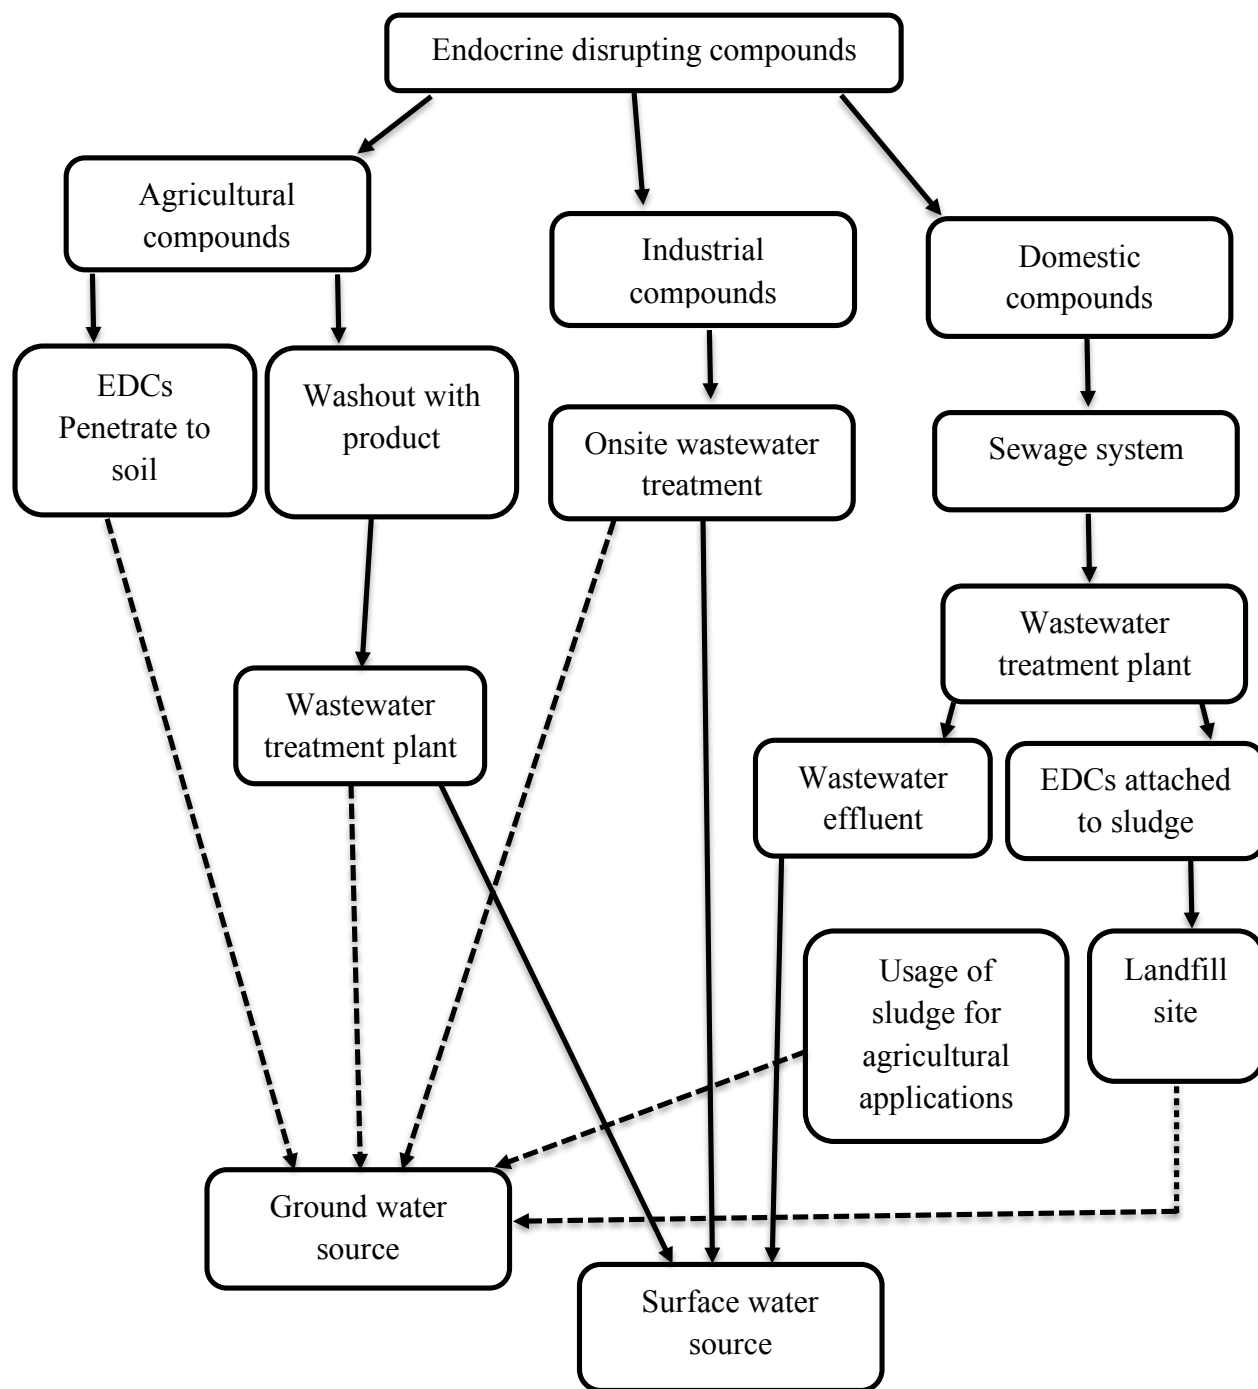 Endocrine disrupting compounds
Agricultural
compounds
Industrial
compounds
Domestic
compounds
EDCs
Penetrate to
soil
Washout with
product
Onsite wastewater
treatment
Sewage system
Wastewater
treatment plant
Wastewater
treatment plant
Wastewater
effluent
EDCs attached
to sludge
Usage of
sludge for
agricultural
applications
Landfill
site
Ground water
source
Surface water
source